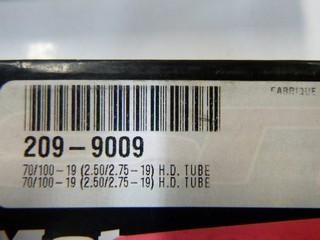 FABRIQUE
209-9009
70/100-19 (2.50/2.75-19) H.D. TUBE
70/100-19 (2.50/2.75-19) H.D. TUBE